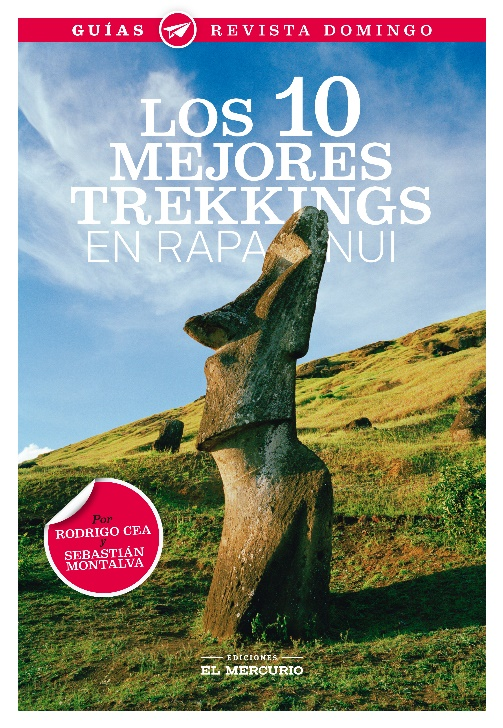 GUÍAS REVISTA DOMINGO
LOS 10
MEJORES
TREKKINGS
EN RAPA NUI
Por
RODRIGO CEA
y
SEBASTIÁN
MONTALVA
EDICIONES
EL MERCURIO